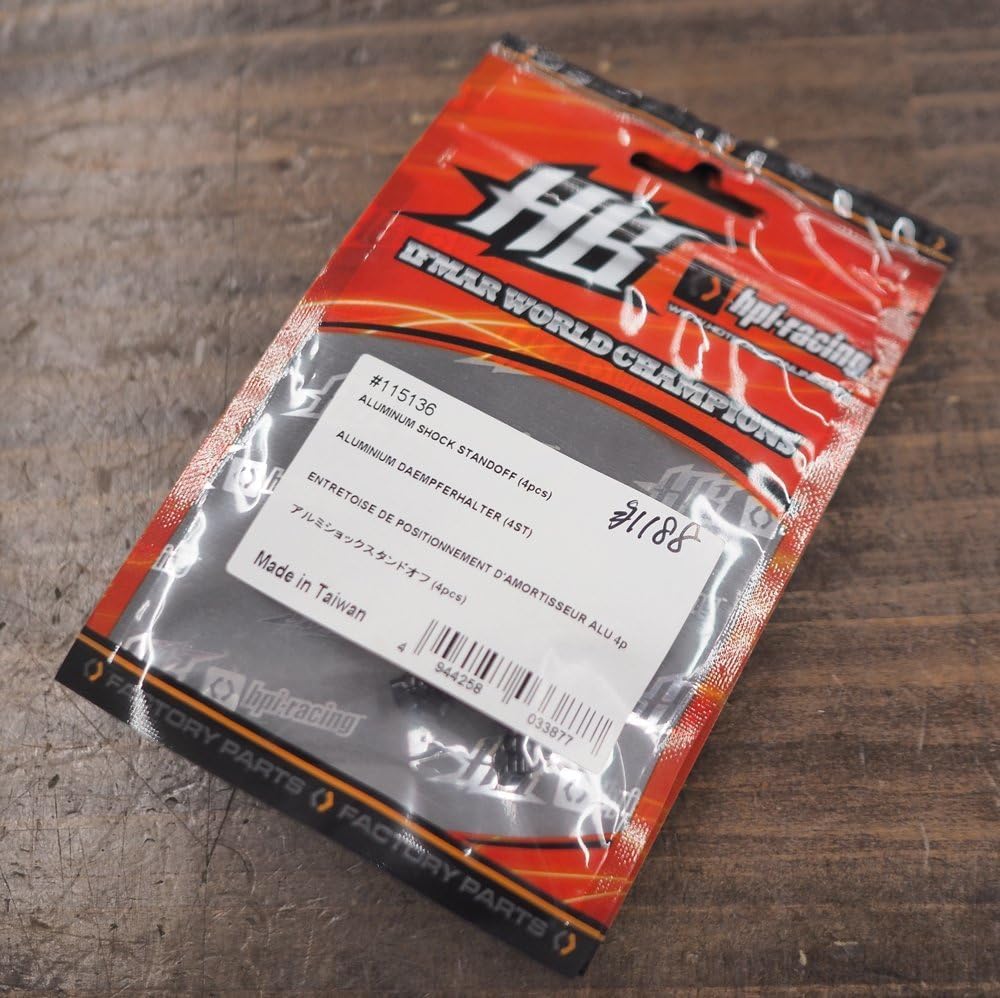 HB
hpi-racing
B'MAR WORLD CHAMPIONS
#115136
ALUMINUM SHOCK STANDOFF (4pcs)
ALUMINIUM DAEMPFERHALTER (4ST)
ENTRETOISE DE POSITIONNEMENT D'AMORTISSEUR ALU 4p
アルミショックスタンドオフ (4pcs)
Made in Taiwan
4 944258 033877
hpi-racing
FACTORY PARTS FACTORY PARTS